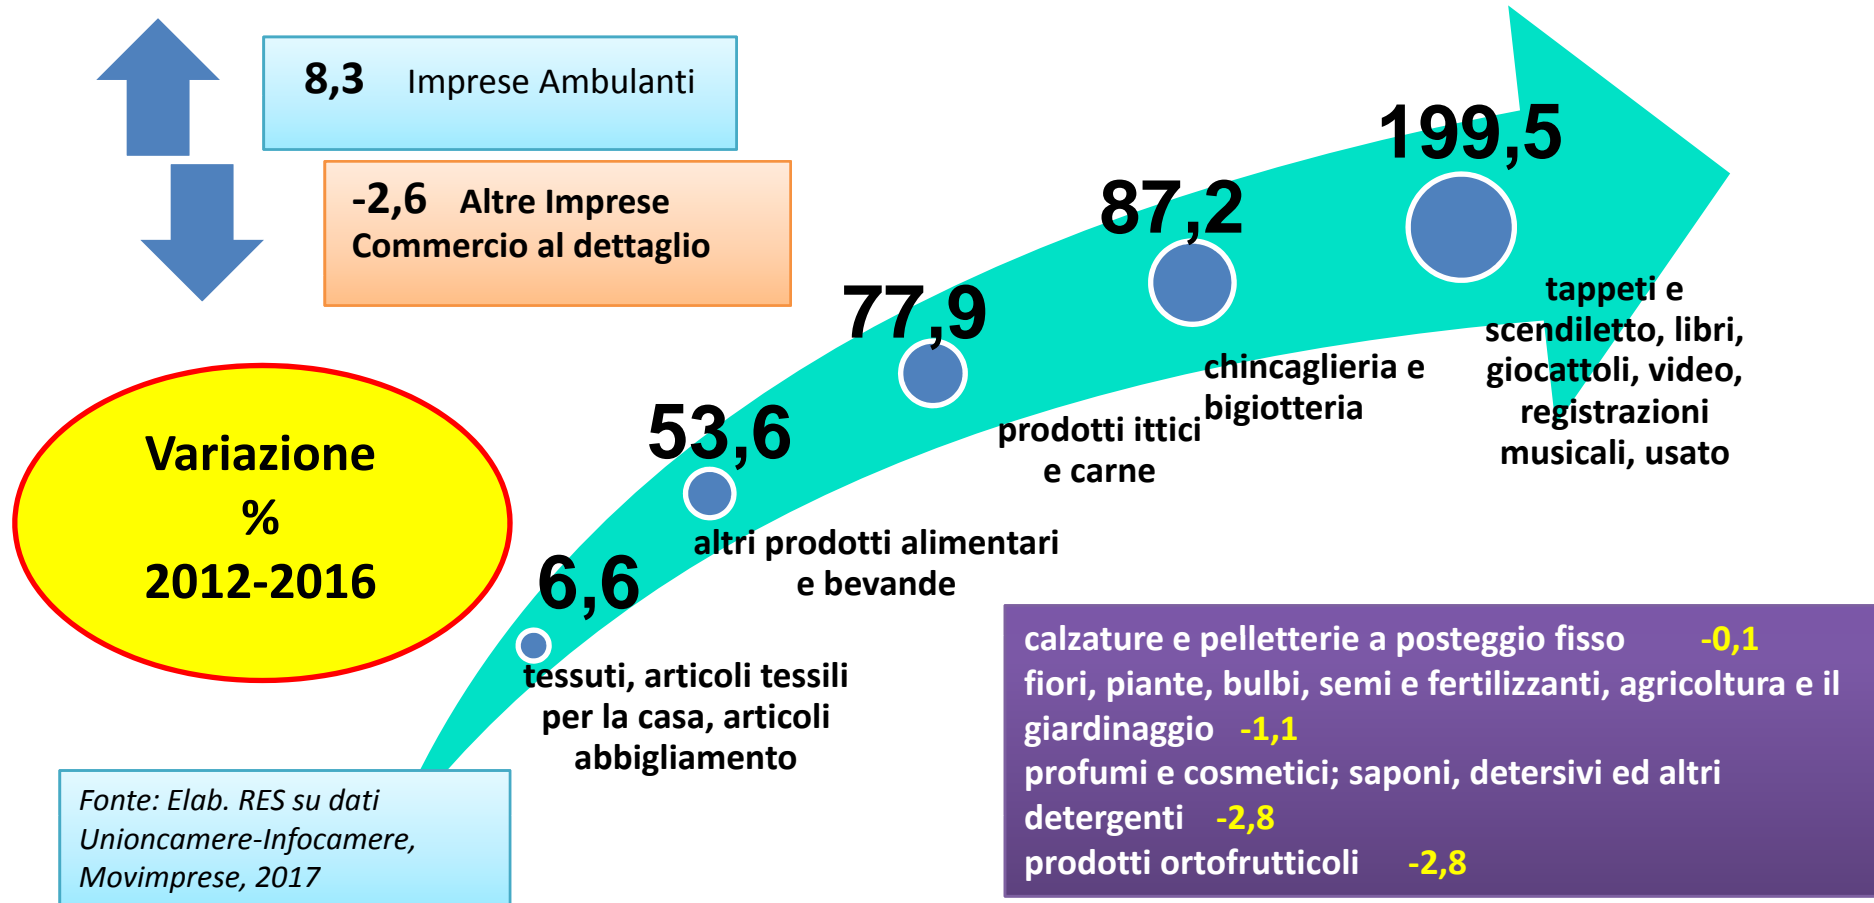 8,3 Imprese Ambulanti
-2,6 Altre Imprese
Commercio al dettaglio
Variazione
%
2012-2016
199,5
tappeti e
scendiletto, libri,
giocattoli, video,
registrazioni
musicali, usato
87,2
chincaglieria e
bigiotteria
77,9
prodotti ittici
e carne
53,6
altri prodotti alimentari
e bevande
6,6
tessuti, articoli tessili
per la casa, articoli
abbigliamento
calzature e pelletterie a posteggio fisso -0,1
fiori, piante, bulbi, semi e fertilizzanti, agricoltura e il
giardinaggio -1,1
profumi e cosmetici; saponi, detersivi ed altri
detergenti -2,8
prodotti ortofrutticoli -2,8
Fonte: Elab. RES su dati
Unioncamere-Infocamere,
Movimprese, 2017